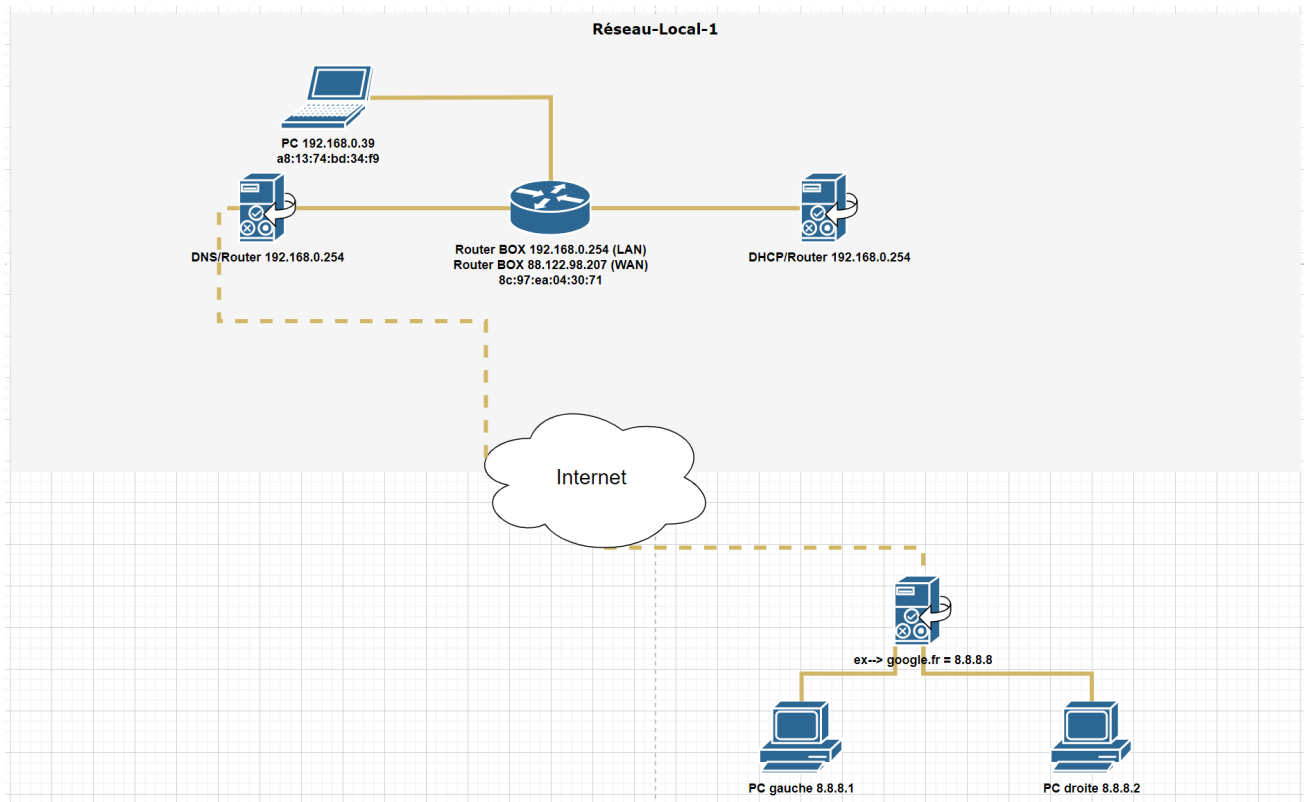 Réseau-Local-1
PC 192.168.0.39
a8:13:74:bd:34:f9
DNS/Router 192.168.0.254
Router BOX 192.168.0.254 (LAN)
Router BOX 88.122.98.207 (WAN)
8c:97:ea:04:30:71
DHCP/Router 192.168.0.254
Internet
ex--> google.fr = 8.8.8.8
PC gauche 8.8.8.1
PC droite 8.8.8.2